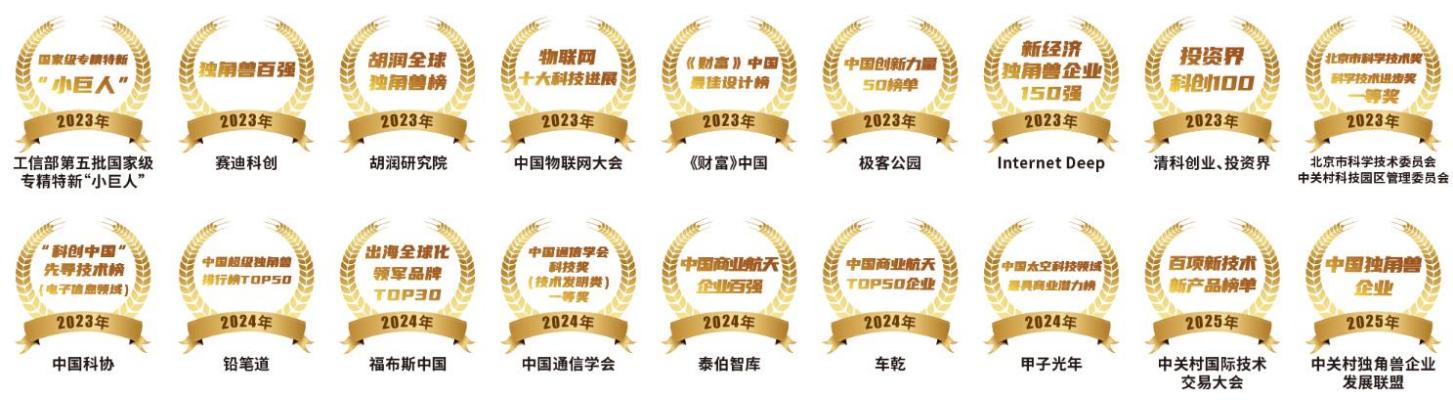 国家级专精特新
“小巨人”
2023年
工信部第五批国家级
专精特新“小巨人”
独角兽百强
2023年
赛迪科创
胡润全球
独角兽榜
2023年
胡润研究院
物联网
十大科技进展
2023年
中国物联网大会
《财富》中国
最佳设计榜
2023年
《财富》中国
中国创新力量
50榜单
2023年
极客公园
新经济
独角兽企业
150强
2023年
Internet Deep
投资界
科创100
2023年
清科创业、投资界
北京市科学技术奖
科学技术进步奖
一等奖
2023年
北京市科学技术委员会
中关村科技园区管理委员会
“科创中国”
先导技术榜
(电子信息领域)
2023年
中国科协
中国超级独角兽
排行榜TOP50
2024年
铅笔道
出海全球化
领军品牌
TOP30
2024年
福布斯中国
中国通信学会
科技奖
(技术发明类)
一等奖
2024年
中国通信学会
中国商业航天
企业百强
2024年
泰伯智库
中国商业航天
TOP50企业
2024年
车乾
中国太空科技领域
最具商业潜力榜
2024年
甲子光年
百项新技术
新产品榜单
2025年
中关村国际技术
交易大会
中国独角兽
企业
2025年
中关村独角兽企业
发展联盟